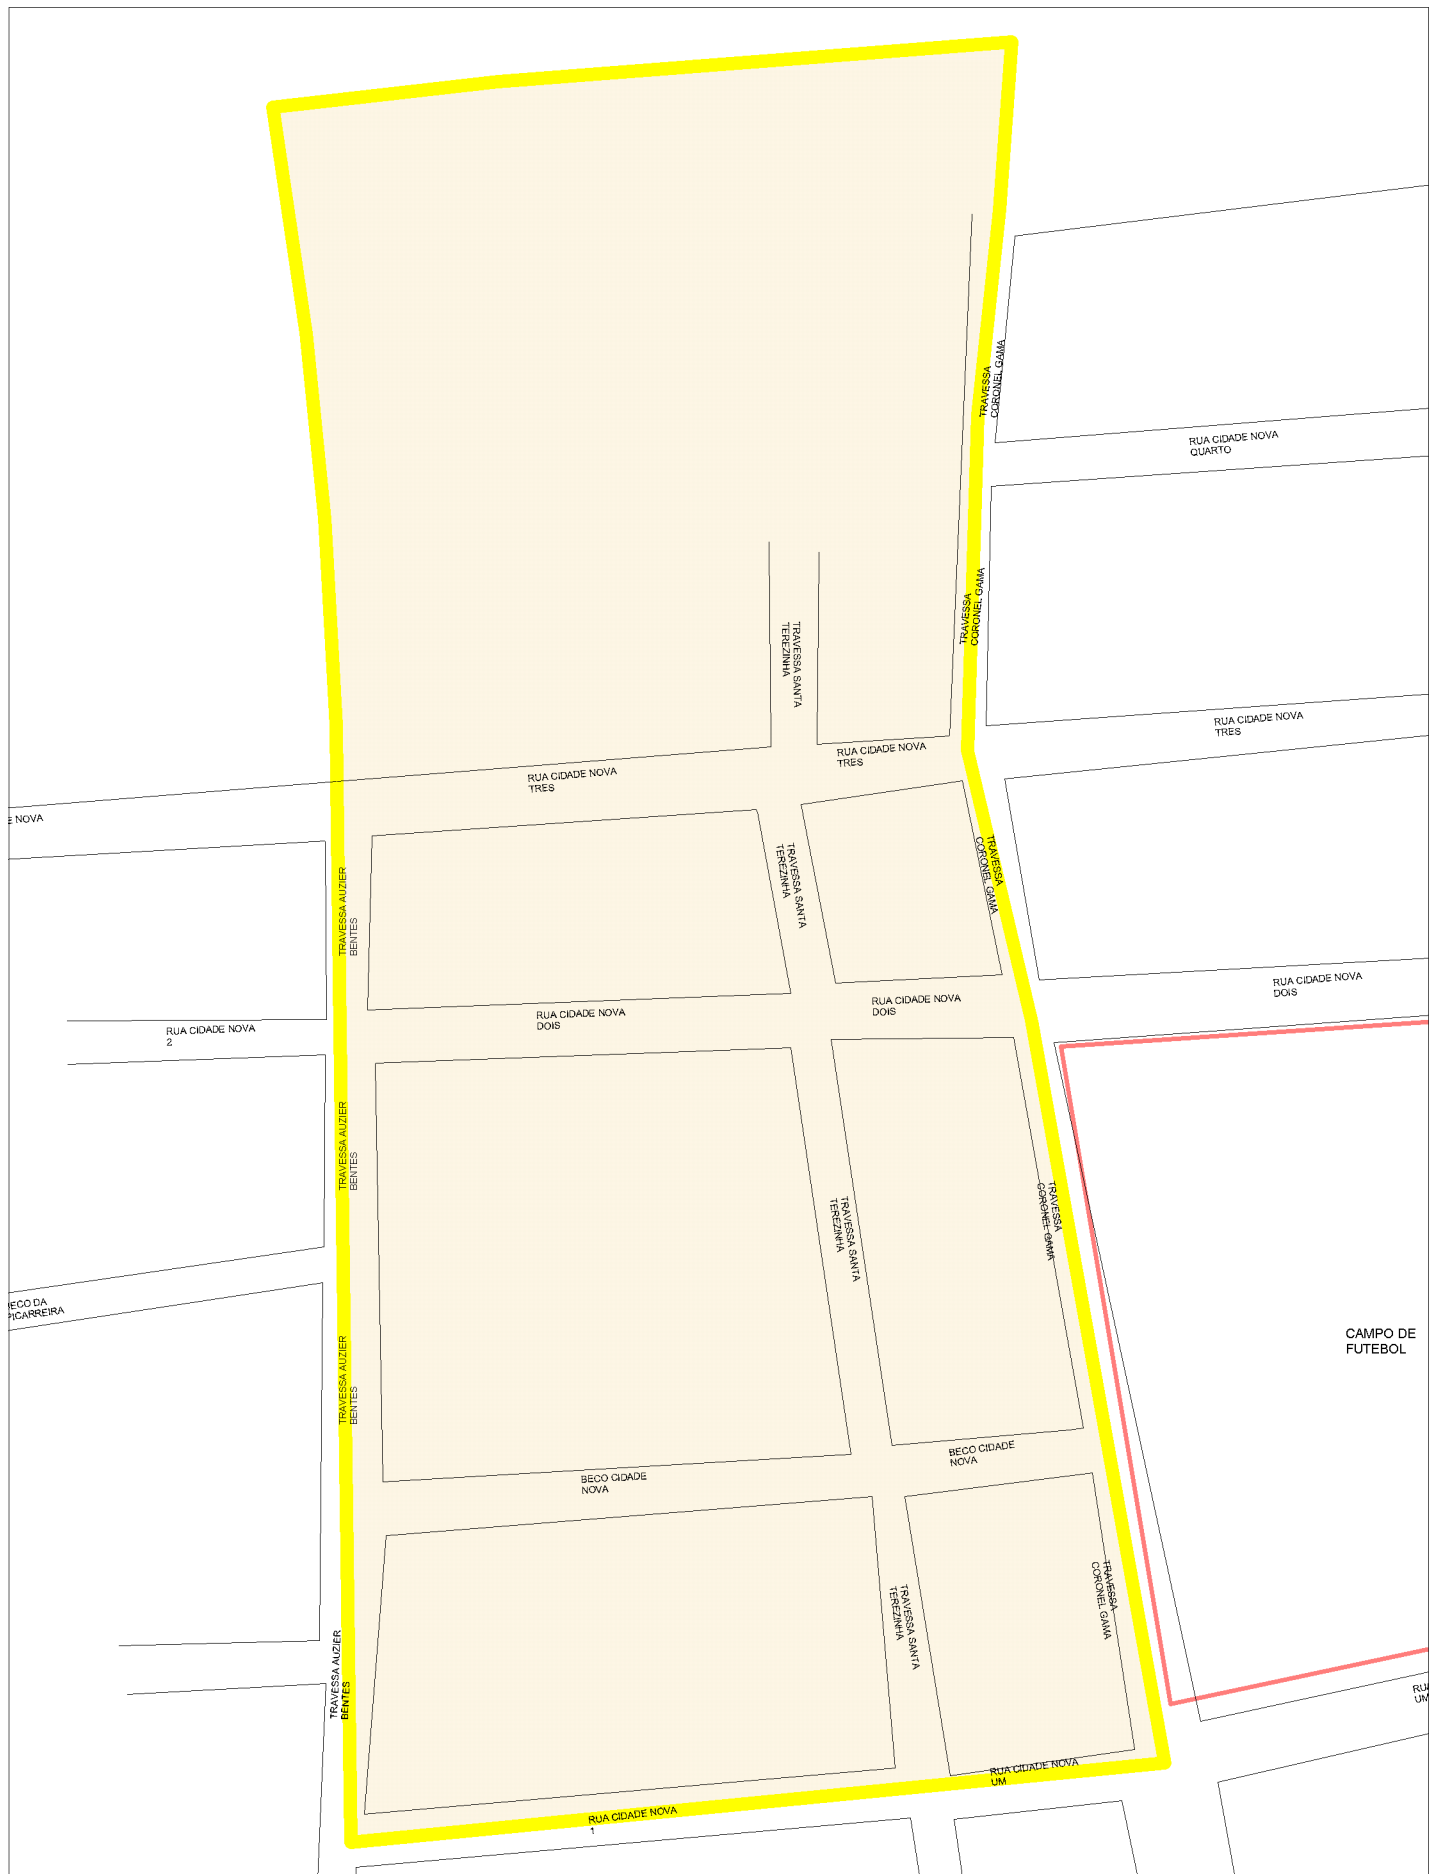 TRAVESSA
CORONEL GAMA
RUA CIDADE NOVA
QUARTO
TRAVESSA
CORONEL GAMA
TRAVESSA SANTA
TEREZINHA
RUA CIDADE NOVA
TRES
RUA CIDADE NOVA
TRES
RUA CIDADE NOVA
TRES
E NOVA
TRAVESSA AUZIER
BENTES
TRAVESSA SANTA
TEREZINHA
TRAVESSA
CORONEL GAMA
RUA CIDADE NOVA
DOIS
RUA CIDADE NOVA
DOIS
RUA CIDADE NOVA
DOIS
RUA CIDADE NOVA
2
TRAVESSA AUZIER
BENTES
TRAVESSA SANTA
TEREZINHA
TRAVESSA
CORONEL GAMA
ECO DA
PICARREIRA
CAMPO DE
FUTEBOL
TRAVESSA AUZIER
BENTES
BECO CIDADE
NOVA
BECO CIDADE
NOVA
TRAVESSA SANTA
TEREZINHA
TRAVESSA
CORONEL GAMA
TRAVESSA AUZIER
BENTES
RUA
UM
RUA CIDADE NOVA
UM
RUA CIDADE NOVA
1